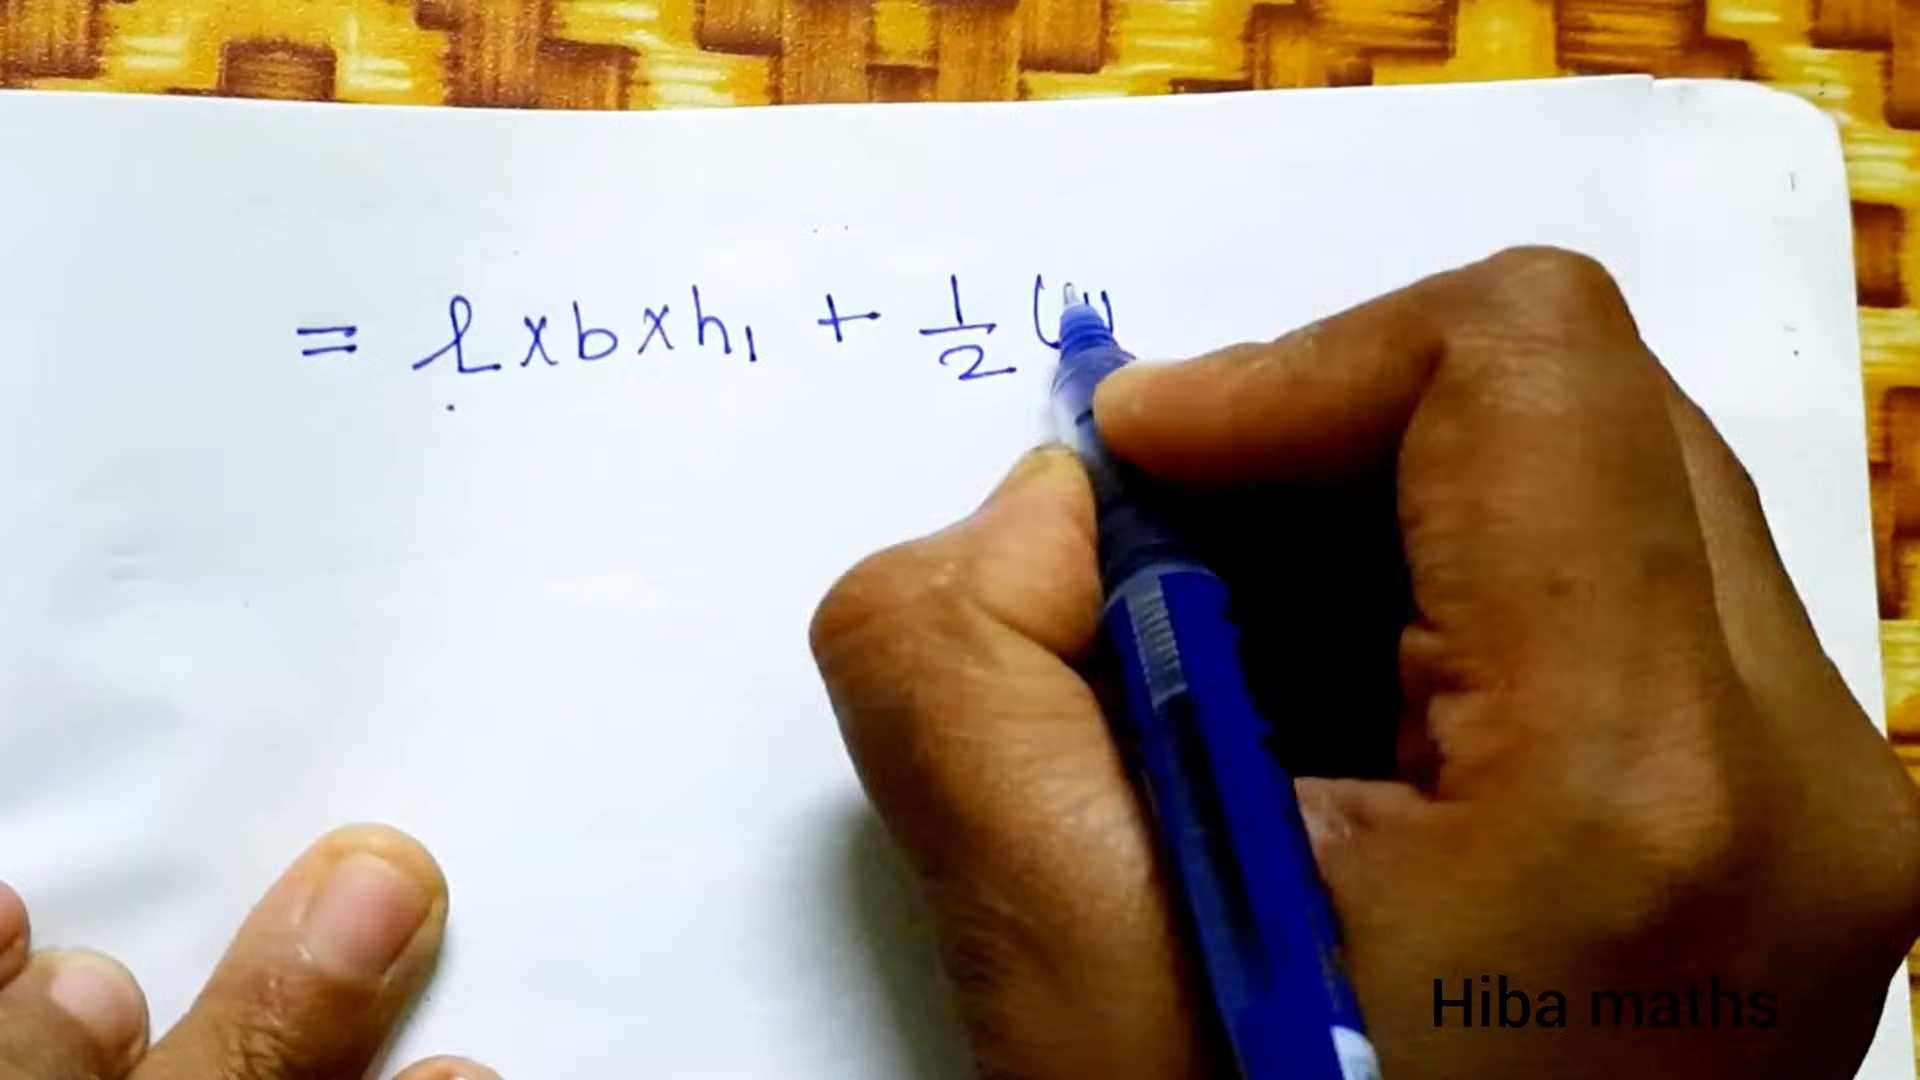 = l x b x h₁ + 1/2 (
Hiba maths